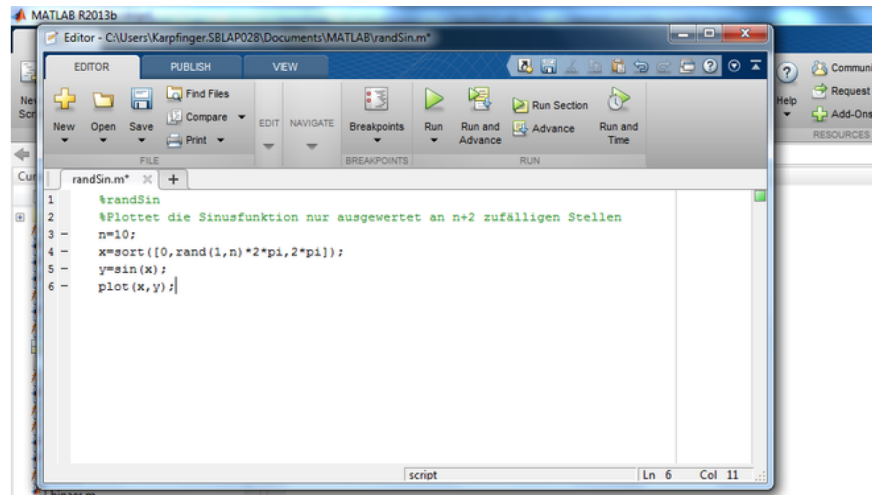 MATLAB R2013b
Editor - C:\Users\Karpfinger.SBLAP028\Documents\MATLAB\randSin.m*
EDITOR PUBLISH VIEW
Find Files
Compare
Print
New Open Save
EDIT NAVIGATE
Breakpoints
Run
Run and Advance
Run Section
Advance
Run and Time
FILE BREAKPOINTS RUN
Help
Communi
Request
Add-Ons
RESOURCES
Ne
Scr
Cur
randSin.m*
1 %randSin
2 %Plottet die Sinusfunktion nur ausgewertet an n+2 zufälligen Stellen
3 - n=10;
4 - x=sort([0,rand(1,n)*2*pi,2*pi]);
5 - y=sin(x);
6 - plot(x,y);
script Ln 6 Col 11